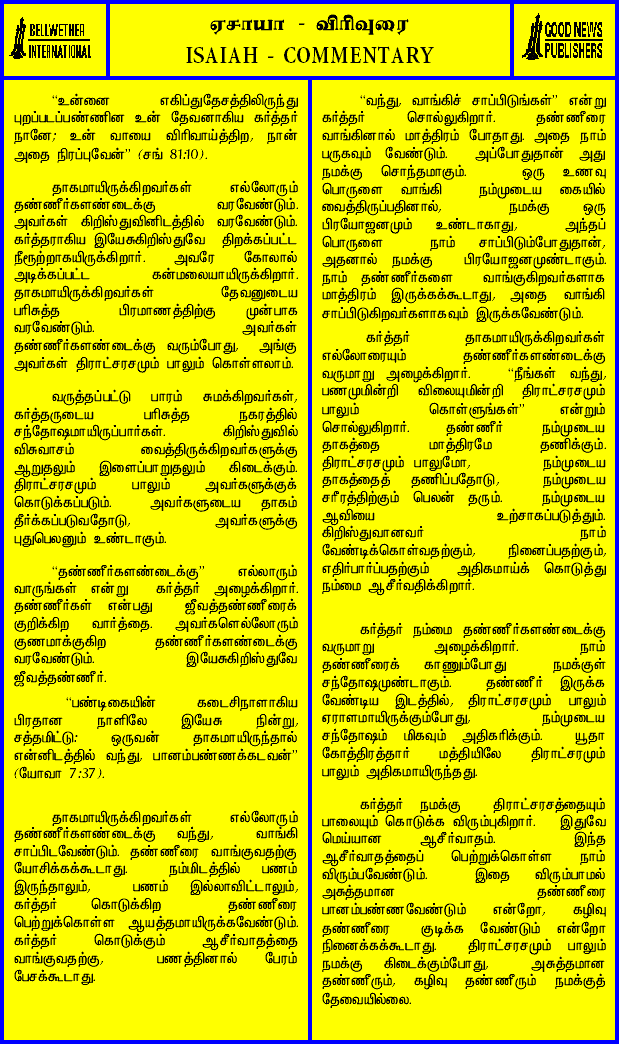 BELLWETHER
INTERNATIONAL
ஏசாயா - விரிவுரை
ISAIAH - COMMENTARY
GOOD NEWS
PUBLISHERS
“உன்னை எகிப்துதேசத்திலிருந்து
புறப்படப்பண்ணின உன் தேவனாகிய கர்த்தர்
நானே; உன் வாயை விரிவாய்த்திற, நான்
அதை நிரப்புவேன்” (சங் 81:10).
தாகமாயிருக்கிறவர்கள் எல்லோரும்
தண்ணீர்களண்டைக்கு வரவேண்டும்.
அவர்கள் கிறிஸ்துவினிடத்தில் வரவேண்டும்.
கர்த்தராகிய இயேசுகிறிஸ்துவே திறக்கப்பட்ட
நீரூற்றாகயிருக்கிறார். அவரே கோலால்
அடிக்கப்பட்ட கன்மலையாயிருக்கிறார்.
தாகமாயிருக்கிறவர்கள் தேவனுடைய
பரிசுத்த பிரமாணத்திற்கு முன்பாக
வரவேண்டும். அவர்கள்
தண்ணீர்களண்டைக்கு வரும்போது, அங்கு
அவர்கள் திராட்சரசமும் பாலும் கொள்ளலாம்.
வருத்தப்பட்டு பாரம் சுமக்கிறவர்கள்,
கர்த்தருடைய பரிசுத்த நகரத்தில்
சந்தோஷமாயிருப்பார்கள். கிறிஸ்துவில்
விசுவாசம் வைத்திருக்கிறவர்களுக்கு
ஆறுதலும் இளைப்பாறுதலும் கிடைக்கும்.
திராட்சரசமும் பாலும் அவர்களுக்குக்
கொடுக்கப்படும். அவர்களுடைய தாகம்
தீர்க்கப்படுவதோடு, அவர்களுக்கு
புதுபெலனும் உண்டாகும்.
“தண்ணீர்களண்டைக்கு” எல்லாரும்
வாருங்கள் என்று கர்த்தர் அழைக்கிறார்.
தண்ணீர்கள் என்பது ஜீவத்தண்ணீரைக்
குறிக்கிற வார்த்தை. அவர்களெல்லோரும்
குணமாக்குகிற தண்ணீர்களண்டைக்கு
வரவேண்டும். இயேசுகிறிஸ்துவே
ஜீவத்தண்ணீர்.
“பண்டிகையின் கடைசிநாளாகிய
பிரதான நாளிலே இயேசு நின்று,
சத்தமிட்டு: ஒருவன் தாகமாயிருந்தால்
என்னிடத்தில் வந்து, பானம்பண்ணக்கடவன்”
(யோவா 7:37).
தாகமாயிருக்கிறவர்கள் எல்லோரும்
தண்ணீர்களண்டைக்கு வந்து, வாங்கி
சாப்பிடவேண்டும். தண்ணீரை வாங்குவதற்கு
யோசிக்கக்கூடாது. நம்மிடத்தில் பணம்
இருந்தாலும், பணம் இல்லாவிட்டாலும்,
கர்த்தர் கொடுக்கிற தண்ணீரை
பெற்றுக்கொள்ள ஆயத்தமாயிருக்கவேண்டும்.
கர்த்தர் கொடுக்கும் ஆசீர்வாதத்தை
வாங்குவதற்கு, பணத்தினால் பேரம்
பேசக்கூடாது.
“வந்து, வாங்கிச் சாப்பிடுங்கள்” என்று
கர்த்தர் சொல்லுகிறார். தண்ணீரை
வாங்கினால் மாத்திரம் போதாது. அதை நாம்
பருகவும் வேண்டும். அப்போதுதான் அது
நமக்கு சொந்தமாகும். ஒரு உணவு
பொருளை வாங்கி நம்முடைய கையில்
வைத்திருப்பதினால், நமக்கு ஒரு
பிரயோஜனமும் உண்டாகாது, அந்தப்
பொருளை நாம் சாப்பிடும்போதுதான்,
அதனால் நமக்கு பிரயோஜனமுண்டாகும்.
நாம் தண்ணீர்களை வாங்குகிறவர்களாக
மாத்திரம் இருக்கக்கூடாது, அதை வாங்கி
சாப்பிடுகிறவர்களாகவும் இருக்கவேண்டும்.
கர்த்தர் தாகமாயிருக்கிறவர்கள்
எல்லோரையும் தண்ணீர்களண்டைக்கு
வருமாறு அழைக்கிறார். “நீங்கள் வந்து,
பணமுமின்றி விலையுமின்றி திராட்சரசமும்
பாலும் கொள்ளுங்கள்” என்றும்
சொல்லுகிறார். தண்ணீர் நம்முடைய
தாகத்தை மாத்திரமே தணிக்கும்.
திராட்சரசமும் பாலுமோ, நம்முடைய
தாகத்தைத் தணிப்பதோடு, நம்முடைய
சரீரத்திற்கும் பெலன் தரும். நம்முடைய
ஆவியை உற்சாகப்படுத்தும்.
கிறிஸ்துவானவர் நாம்
வேண்டிக்கொள்வதற்கும், நினைப்பதற்கும்,
எதிர்பார்ப்பதற்கும் அதிகமாய்க் கொடுத்து
நம்மை ஆசீர்வதிக்கிறார்.
கர்த்தர் நம்மை தண்ணீர்களண்டைக்கு
வருமாறு அழைக்கிறார். நாம்
தண்ணீரைக் காணும்போது நமக்குள்
சந்தோஷமுண்டாகும். தண்ணீர் இருக்க
வேண்டிய இடத்தில், திராட்சரசமும் பாலும்
ஏராளமாயிருக்கும்போது, நம்முடைய
சந்தோஷம் மிகவும் அதிகரிக்கும். யூதா
கோத்திரத்தார் மத்தியிலே திராட்சரமும்
பாலும் அதிகமாயிருந்தது.
கர்த்தர் நமக்கு திராட்சரசத்தையும்
பாலையும் கொடுக்க விரும்புகிறார். இதுவே
மெய்யான ஆசீர்வாதம். இந்த
ஆசீர்வாதத்தைப் பெற்றுக்கொள்ள நாம்
விரும்பவேண்டும். இதை விரும்பாமல்
அசுத்தமான தண்ணீரை
பானம்பண்ணவேண்டும் என்றோ, கழிவு
தண்ணீரை குடிக்க வேண்டும் என்றோ
நினைக்கக்கூடாது. திராட்சரசமும் பாலும்
நமக்கு கிடைக்கும்போது, அசுத்தமான
தண்ணீரும், கழிவு தண்ணீரும் நமக்குத்
தேவையில்லை.